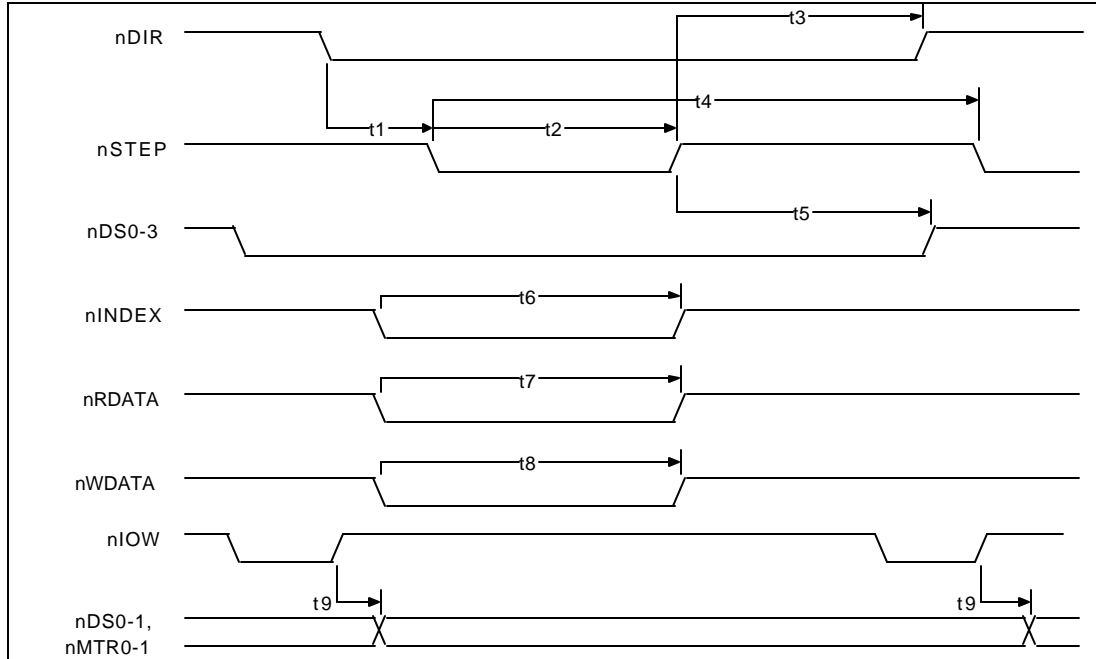 t3
nDIR
t4
t1
t2
nSTEP
t5
nDS0-3
t6
nINDEX
t7
nRDATA
t8
nWDATA
nIOW
t9
t9
nDS0-1,
nMTR0-1